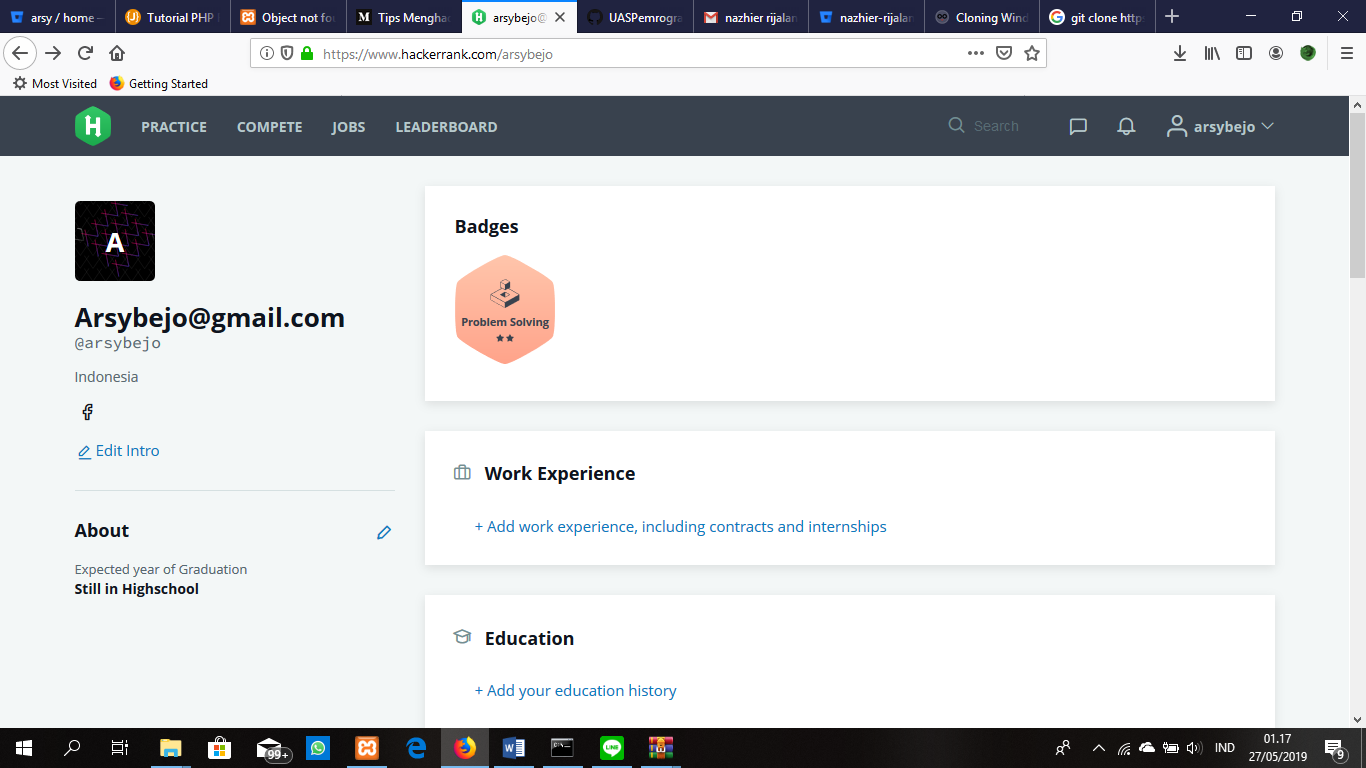 arsy / home –
Tutorial PHP
Object not fou
Tips Mengha
arsybejo@
UASPemrogra
nazhier rijalan
nazhier-rijalan
Cloning Wind
git clone http
https://www.hackerrank.com/arsybejo
Most Visited
Getting Started
H
PRACTICE
COMPETE
JOBS
LEADERBOARD
Search
arsybejo
A
Arsybejo@gmail.com
@arsybejo
Indonesia
Edit Intro
About
Expected year of Graduation
Still in Highschool
Badges
Problem Solving
Work Experience
+ Add work experience, including contracts and internships
Education
+ Add your education history
99+
IND
01.17
27/05/2019
9